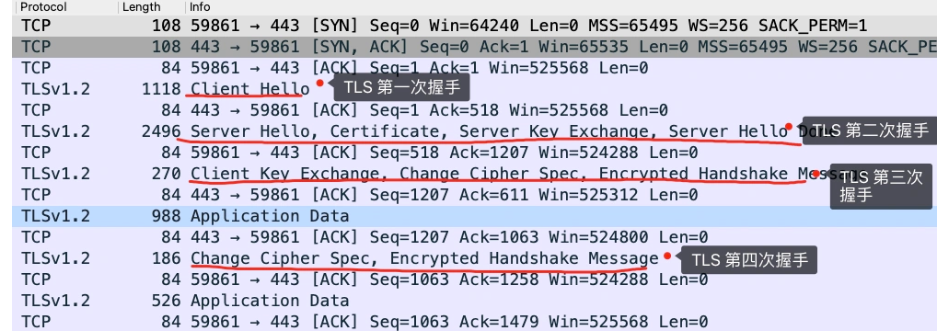 Protocol Length Info
TCP 108 59861 → 443 [SYN] Seq=0 Win=64240 Len=0 MSS=65495 WS=256 SACK_PERM=1
TCP 108 443 → 59861 [SYN, ACK] Seq=0 Ack=1 Win=65535 Len=0 MSS=65495 WS=256 SACK_PE
TCP 84 59861 → 443 [ACK] Seq=1 Ack=1 Win=525568 Len=0
TLSv1.2 1118 Client Hello TLS 第一次握手
TCP 84 443 → 59861 [ACK] Seq=1 Ack=518 Win=525568 Len=0
TLSv1.2 2496 Server Hello, Certificate, Server Key Exchange, Server Hello TLS 第二次握手
TCP 84 59861 → 443 [ACK] Seq=518 Ack=1207 Win=524288 Len=0
TLSv1.2 270 Client Key Exchange, Change Cipher Spec, Encrypted Handshake TLS 第三次
握手
TCP 84 443 → 59861 [ACK] Seq=1207 Ack=611 Win=525312 Len=0
TLSv1.2 988 Application Data
TCP 84 443 → 59861 [ACK] Seq=1207 Ack=1063 Win=524800 Len=0
TLSv1.2 186 Change Cipher Spec, Encrypted Handshake Message TLS 第四次握手
TCP 84 59861 → 443 [ACK] Seq=1063 Ack=1258 Win=524288 Len=0
TLSv1.2 526 Application Data
TCP 84 59861 → 443 [ACK] Seq=1063 Ack=1479 Win=525568 Len=0